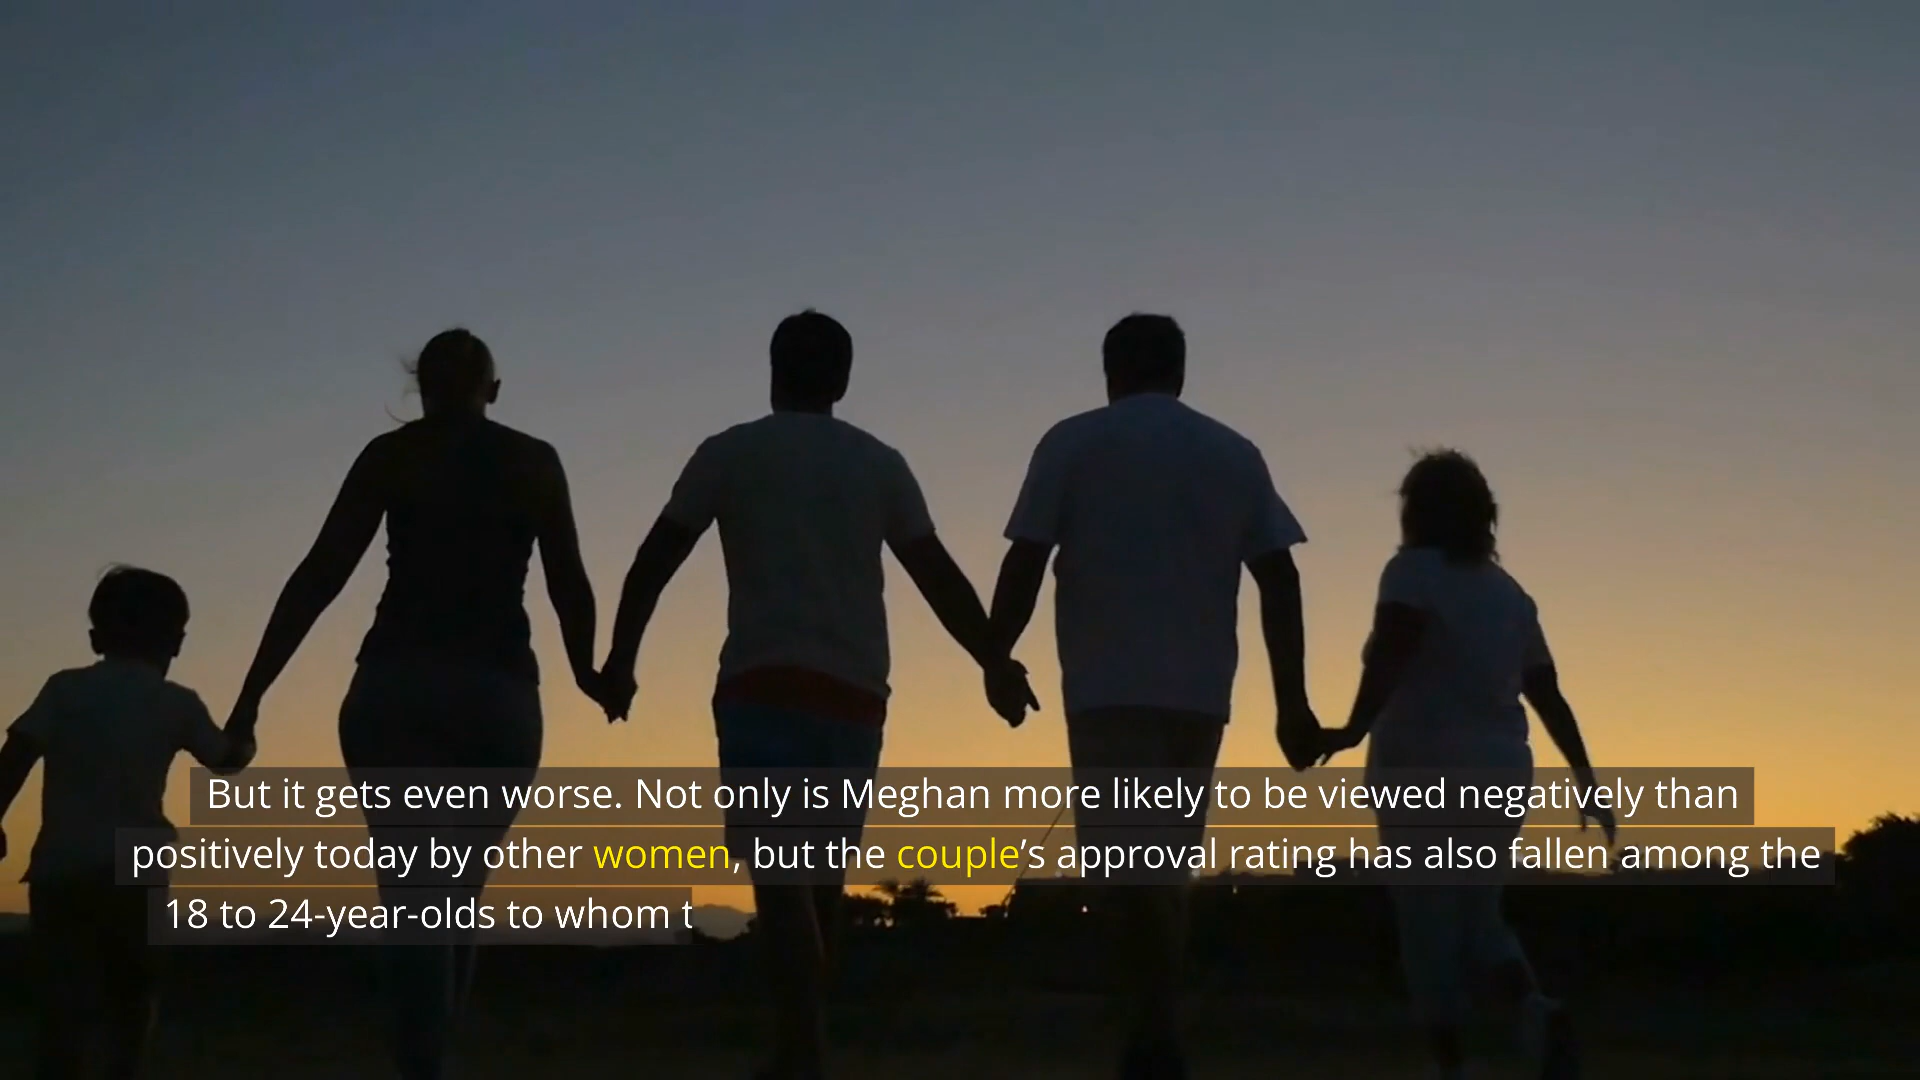 But it gets even worse. Not only is Meghan more likely to be viewed negatively than
positively today by other women, but the couple’s approval rating has also fallen among the
18 to 24-year-olds to whom t